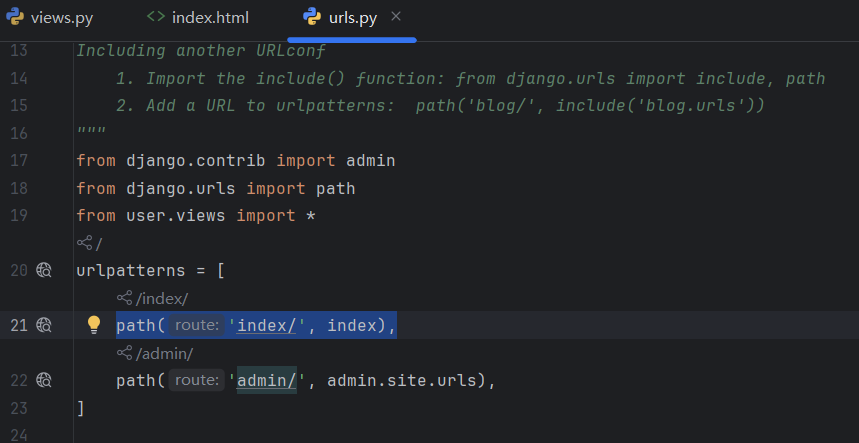 views.py <> index.html urls.py ×
13 Including another URLconf
14 1. Import the include() function: from django.urls import include, path
15 2. Add a URL to urlpatterns: path('blog/', include('blog.urls'))
16 """
17 from django.contrib import admin
18 from django.urls import path
19 from user.views import *
/
20 urlpatterns = [
/index/
21 path( route: 'index/', index),
/admin/
22 path( route: 'admin/', admin.site.urls),
23 ]
24